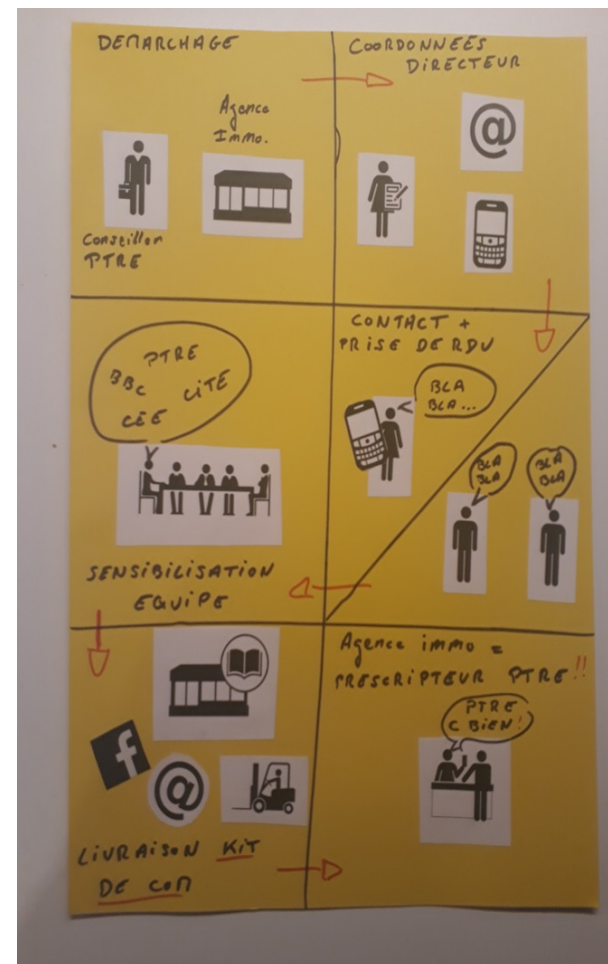 DEMARCHAGE
Agence
Immo.
Conseiller
PTRE
COORDONNEES
DIRECTEUR
@
CONTACT +
PRISE DE RDV
BLA
BLA...
BLA
BLA
BLA
BLA
PTRE
BBC CITE
CEE
SENSIBILISATION
EQUIPE
f
@
LIVRAISON KIT
DE COM
Agence immo =
PRESCRIPTEUR PTRE!!
PTRE
C BIEN!